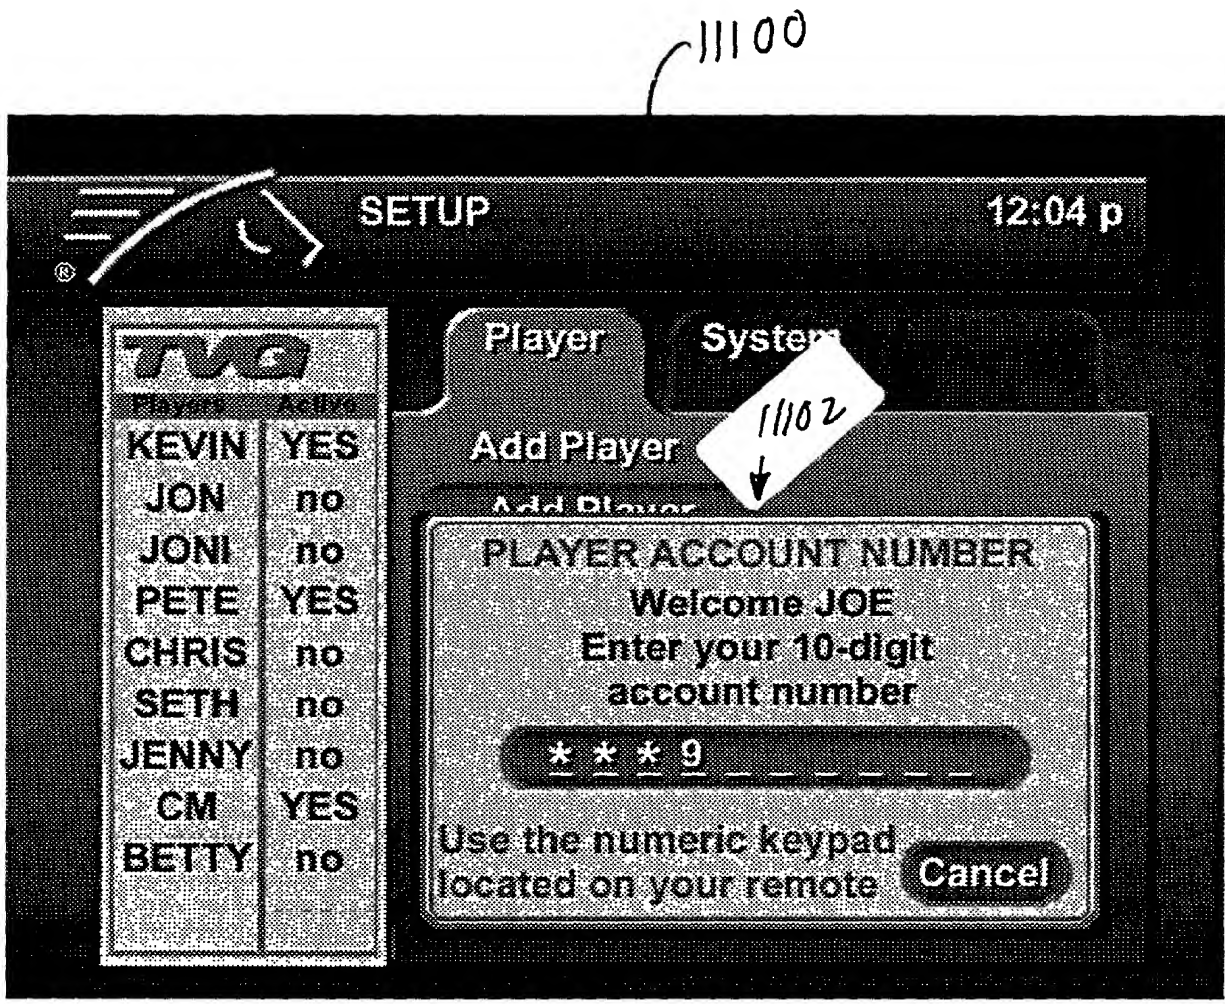 11100
SETUP
12:04 p
®
TVG
Players Active
KEVIN YES
JON no
JONI no
PETE YES
CHRIS no
SETH no
JENNY no
CM YES
BETTY no
Player System
11102
Add Player
Add Player
PLAYER ACCOUNT NUMBER
Welcome JOE
Enter your 10-digit
account number
* * * 9 _ _ _ _ _ _
Use the numeric keypad
located on your remote
Cancel